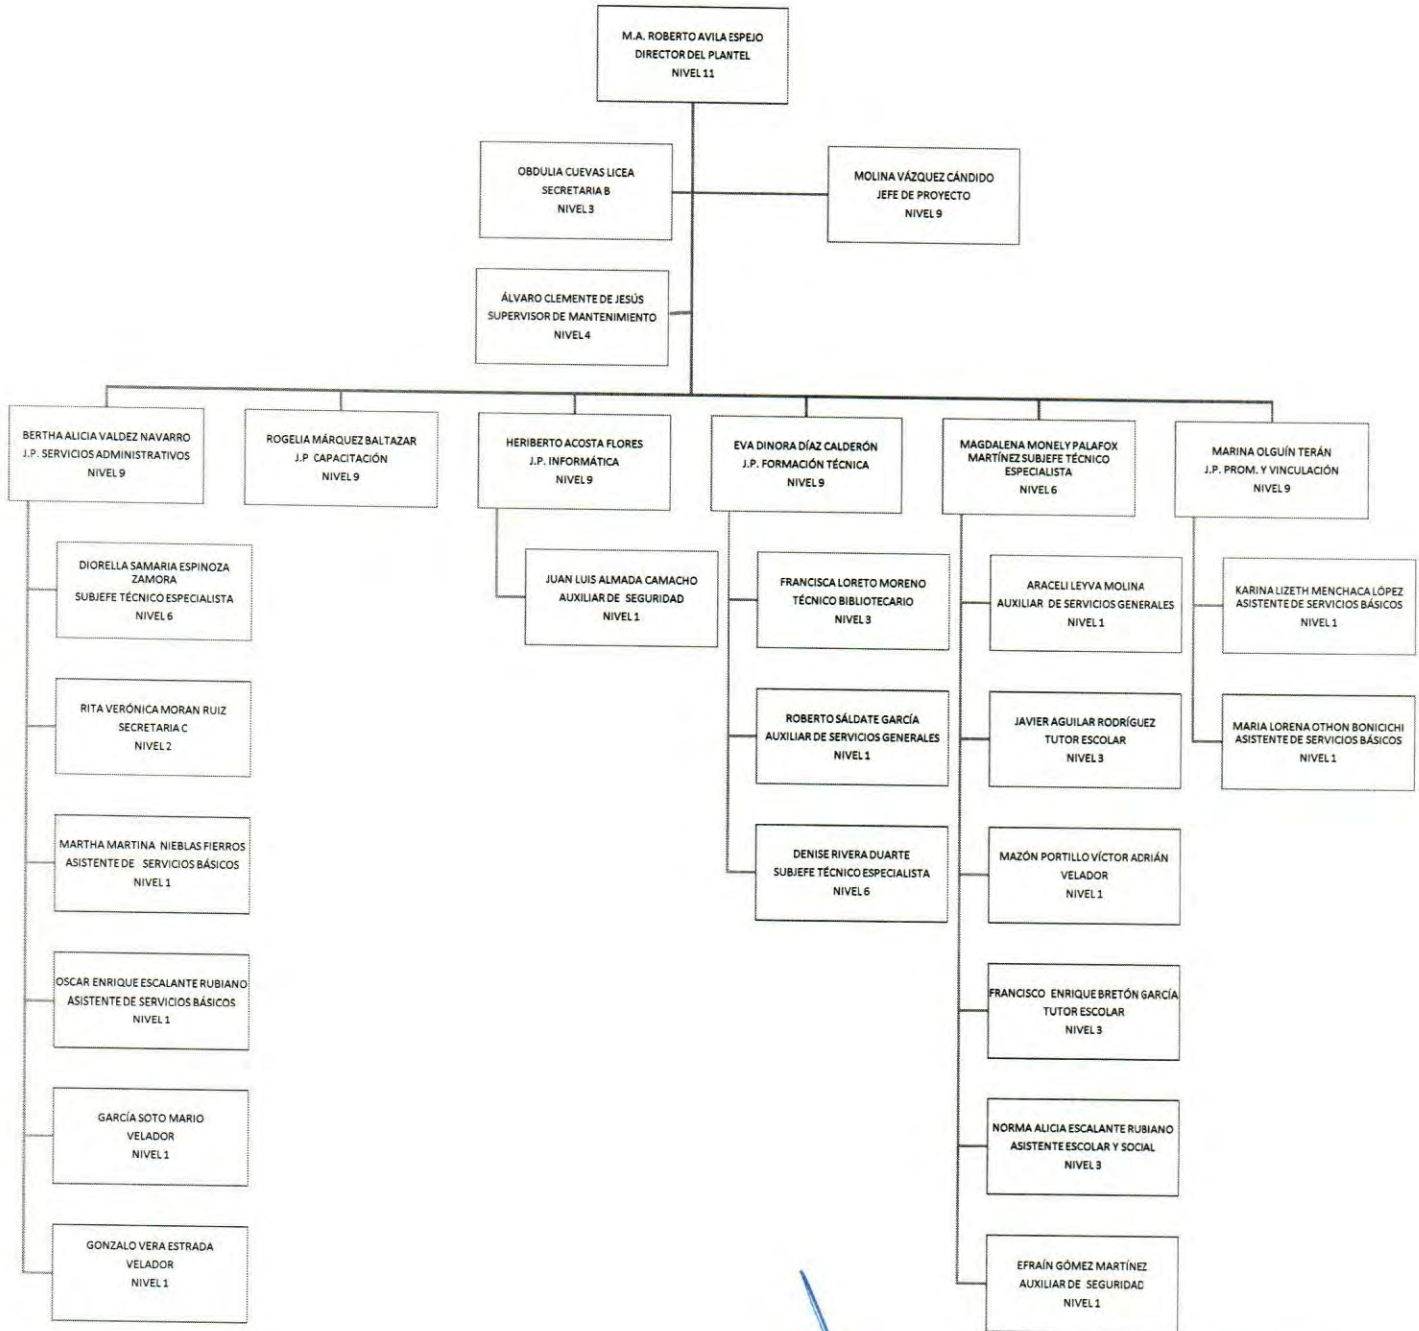 M.A. ROBERTO AVILA ESPEJO
DIRECTOR DEL PLANTEL
NIVEL 11
OBDULIA CUEVAS LICEA
SECRETARIA B
NIVEL 3
MOLINA VÁZQUEZ CÁNDIDO
JEFE DE PROYECTO
NIVEL 9
ÁLVARO CLEMENTE DE JESÚS
SUPERVISOR DE MANTENIMIENTO
NIVEL 4
BERTHA ALICIA VALDEZ NAVARRO
J.P. SERVICIOS ADMINISTRATIVOS
NIVEL 9
ROGELIA MÁRQUEZ BALTAZAR
J.P CAPACITACIÓN
NIVEL 9
HERIBERTO ACOSTA FLORES
J.P. INFORMÁTICA
NIVEL 9
EVA DINORA DÍAZ CALDERÓN
J.P. FORMACIÓN TÉCNICA
NIVEL 9
MAGDALENA MONELY PALAFOX
MARTÍNEZ SUBJEFE TÉCNICO
ESPECIALISTA
NIVEL 6
MARINA OLGUÍN TERÁN
J.P. PROM. Y VINCULACIÓN
NIVEL 9
DIORELLA SAMARIA ESPINOZA
ZAMORA
SUBJEFE TÉCNICO ESPECIALISTA
NIVEL 6
RITA VERÓNICA MORAN RUIZ
SECRETARIA C
NIVEL 2
MARTHA MARTINA NIEBLAS FIERROS
ASISTENTE DE SERVICIOS BÁSICOS
NIVEL 1
OSCAR ENRIQUE ESCALANTE RUBIANO
ASISTENTE DE SERVICIOS BÁSICOS
NIVEL 1
GARCÍA SOTO MARIO
VELADOR
NIVEL 1
GONZALO VERA ESTRADA
VELADOR
NIVEL 1
JUAN LUIS ALMADA CAMACHO
AUXILIAR DE SEGURIDAD
NIVEL 1
FRANCISCA LORETO MORENO
TÉCNICO BIBLIOTECARIO
NIVEL 3
ROBERTO SÁLDATE GARCÍA
AUXILIAR DE SERVICIOS GENERALES
NIVEL 1
DENISE RIVERA DUARTE
SUBJEFE TÉCNICO ESPECIALISTA
NIVEL 6
ARACELI LEYVA MOLINA
AUXILIAR DE SERVICIOS GENERALES
NIVEL 1
JAVIER AGUILAR RODRÍGUEZ
TUTOR ESCOLAR
NIVEL 3
MAZÓN PORTILLO VÍCTOR ADRIÁN
VELADOR
NIVEL 1
FRANCISCO ENRIQUE BRETÓN GARCÍA
TUTOR ESCOLAR
NIVEL 3
NORMA ALICIA ESCALANTE RUBIANO
ASISTENTE ESCOLAR Y SOCIAL
NIVEL 3
EFRAÍN GÓMEZ MARTÍNEZ
AUXILIAR DE SEGURIDAD
NIVEL 1
KARINA LIZETH MENCHACA LÓPEZ
ASISTENTE DE SERVICIOS BÁSICOS
NIVEL 1
MARIA LORENA OTHON BONICICHI
ASISTENTE DE SERVICIOS BÁSICOS
NIVEL 1